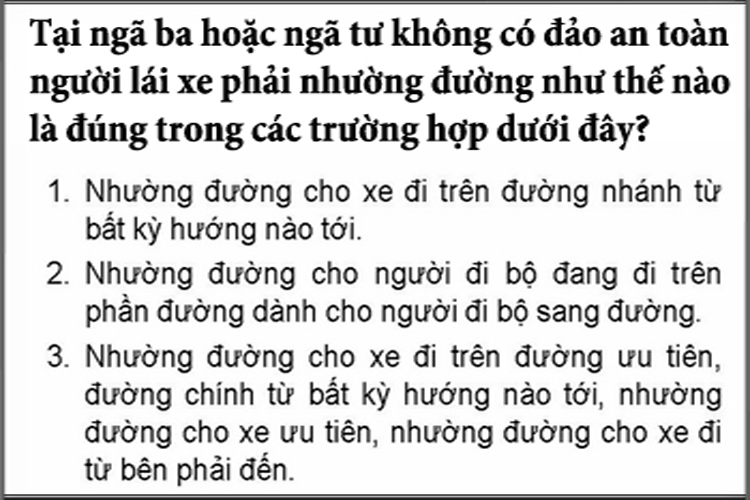 Tại ngã ba hoặc ngã tư không có đảo an toàn
người lái xe phải nhường đường như thế nào
là đúng trong các trường hợp dưới đây?
1. Nhường đường cho xe đi trên đường nhánh từ
bất kỳ hướng nào tới.
2. Nhường đường cho người đi bộ đang đi trên
phần đường dành cho người đi bộ sang đường.
3. Nhường đường cho xe đi trên đường ưu tiên,
đường chính từ bất kỳ hướng nào tới, nhường
đường cho xe ưu tiên, nhường đường cho xe đi
từ bên phải đến.